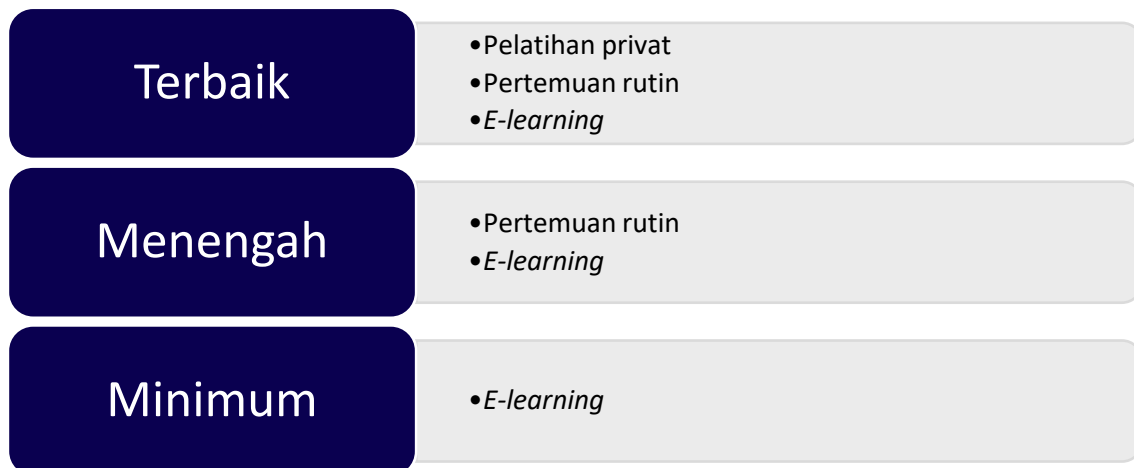 Terbaik
•Pelatihan privat
•Pertemuan rutin
•E-learning
Menengah
•Pertemuan rutin
•E-learning
Minimum
•E-learning